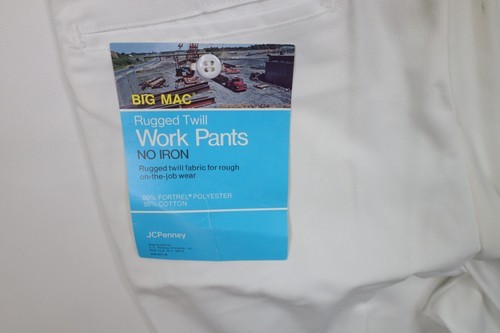 BIG MAC
Rugged Twill
Work Pants
NO IRON
Rugged twill fabric for rough
on-the-job wear
FORTREL® POLYESTER
COTTON
JCPenney